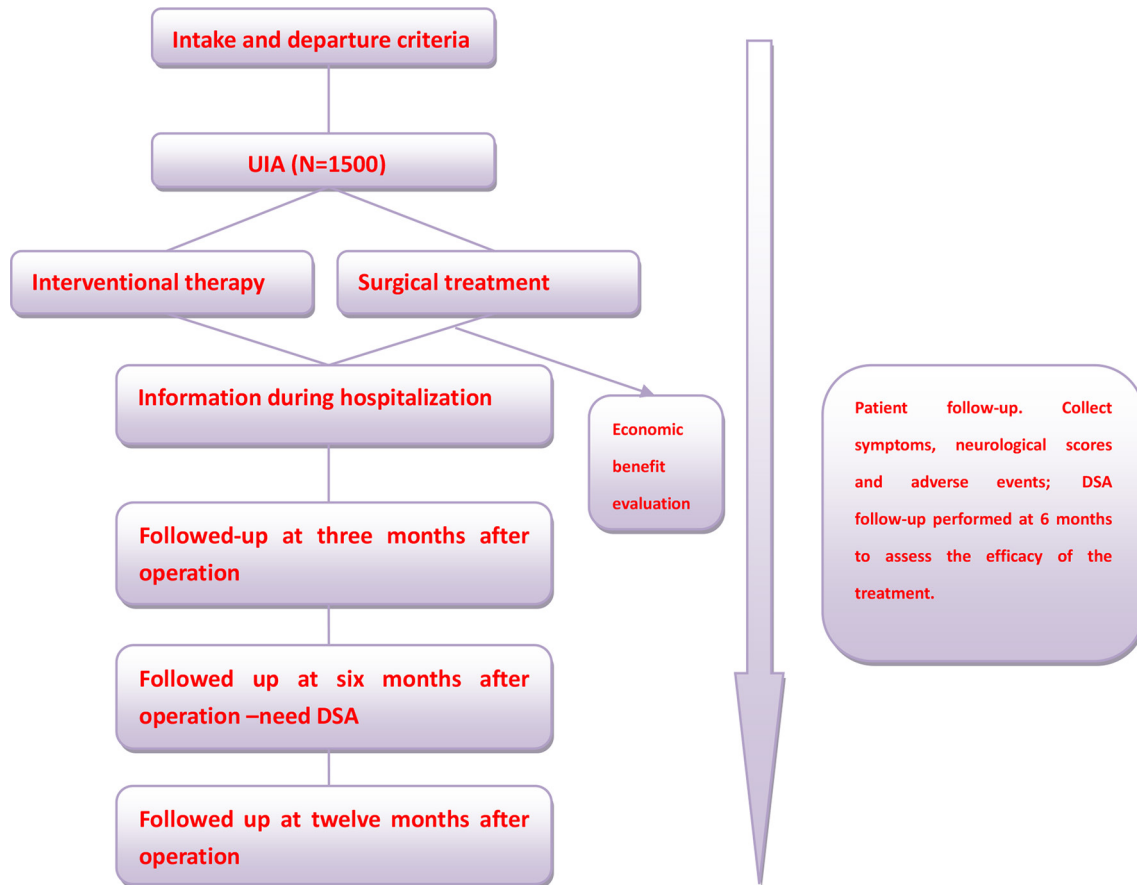 Intake and departure criteria
UIA (N=1500)
Interventional therapy
Surgical treatment
Information during hospitalization
Economic
benefit
evaluation
Followed-up at three months after
operation
Followed up at six months after
operation –need DSA
Followed up at twelve months after
operation
Patient follow-up. Collect
symptoms, neurological scores
and adverse events; DSA
follow-up performed at 6 months
to assess the efficacy of the
treatment.